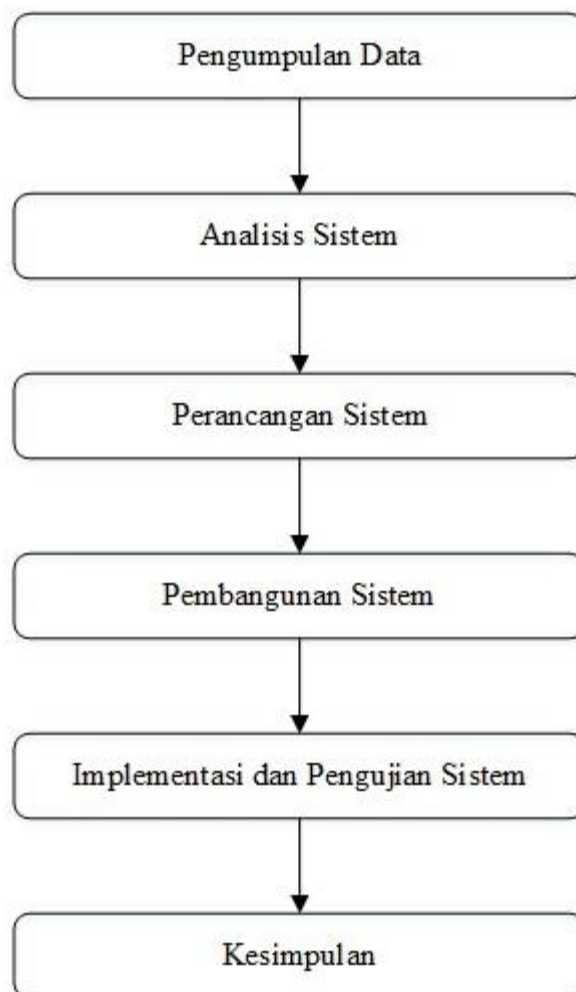 Pengumpulan Data
Analisis Sistem
Perancangan Sistem
Pembangunan Sistem
Implementasi dan Pengujian Sistem
Kesimpulan